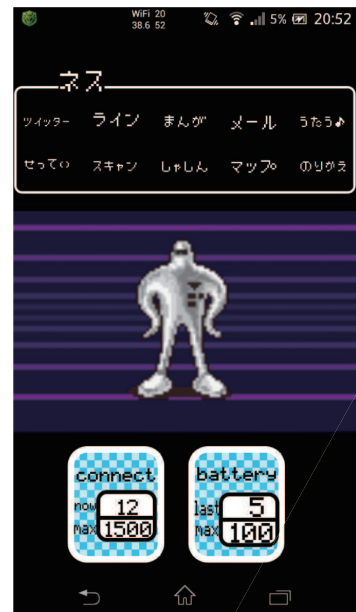 WiFi 20
38.6 52
5% 20:52
ネス
ツイッター ライン まんが メール うたう♪
せってい スキャン しゃしん マップ のりかえ
connect
now 12
max 1500
battery
last 5
max 100